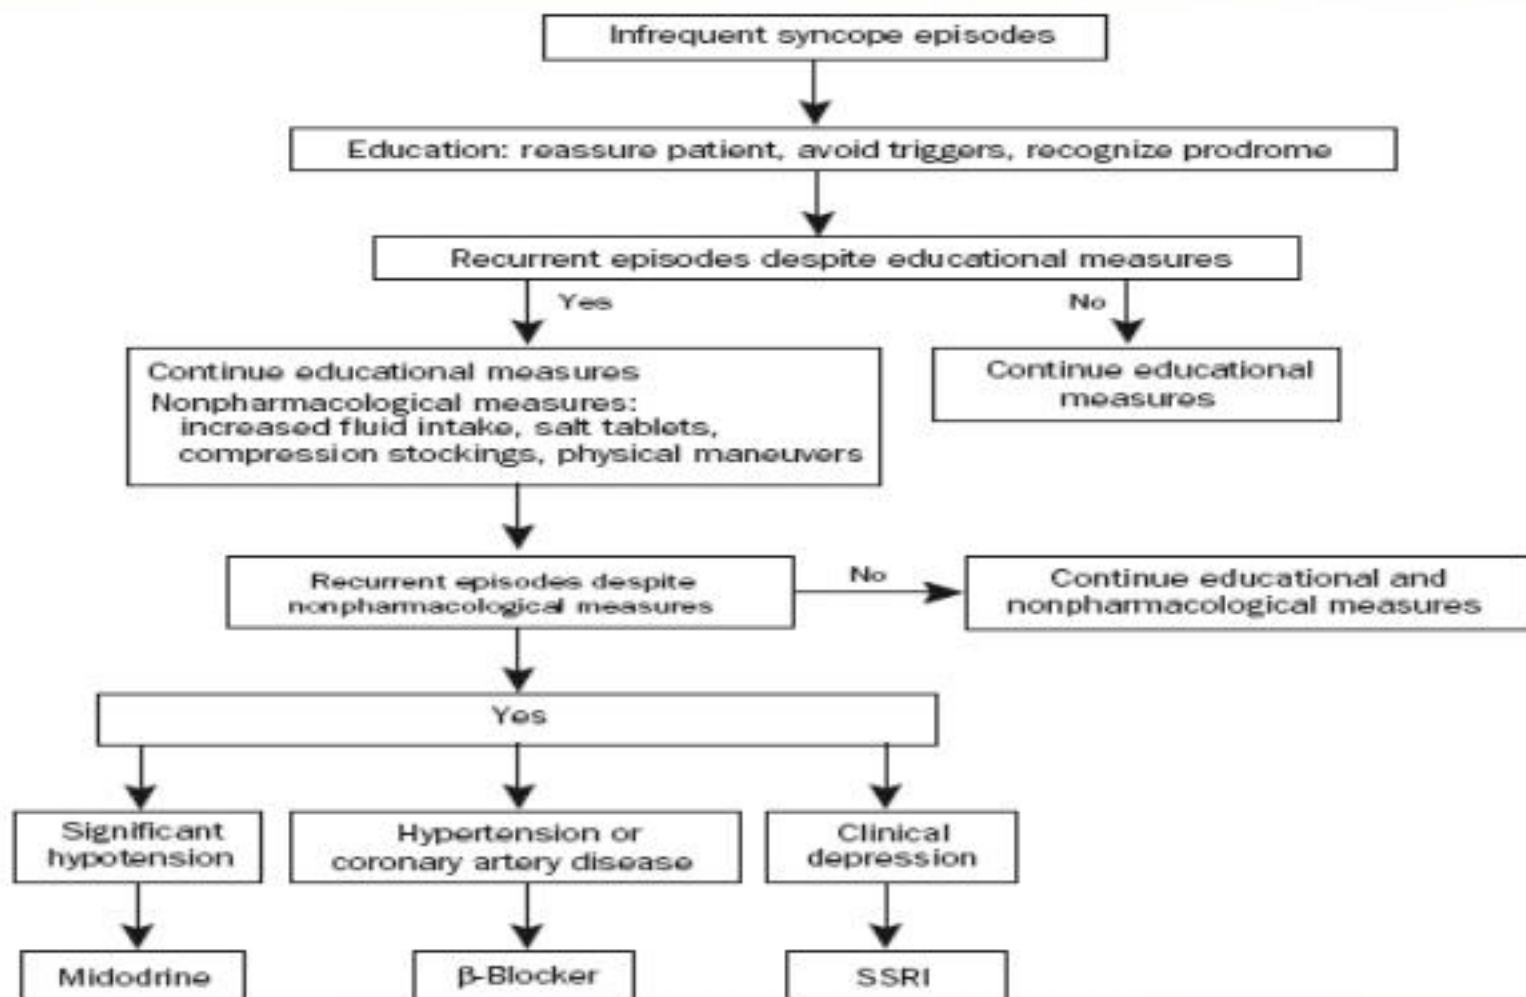 Infrequent syncope episodes
Education: reassure patient, avoid triggers, recognize prodrome
Recurrent episodes despite educational measures
Yes
No
Continue educational measures
Nonpharmacological measures:
increased fluid intake, salt tablets,
compression stockings, physical maneuvers
Continue educational
measures
Recurrent episodes despite
nonpharmacological measures
No
Continue educational and
nonpharmacological measures
Yes
Significant
hypotension
Hypertension or
coronary artery disease
Clinical
depression
Midodrine
β-Blocker
SSRI